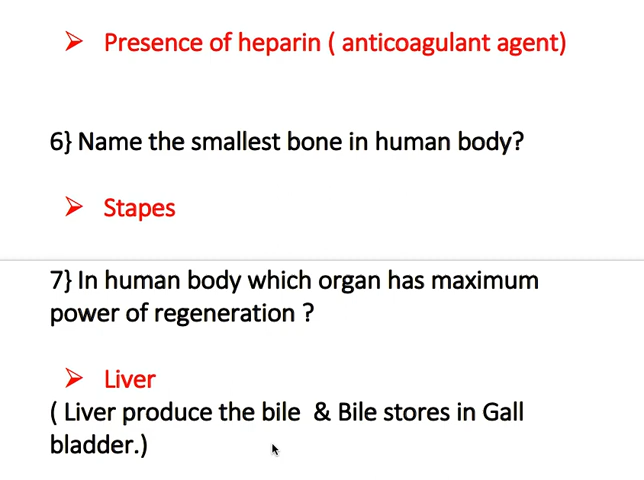 ➢ Presence of heparin ( anticoagulant agent)
6} Name the smallest bone in human body?
➢ Stapes
7} In human body which organ has maximum
power of regeneration ?
➢ Liver
( Liver produce the bile & Bile stores in Gall
bladder.)